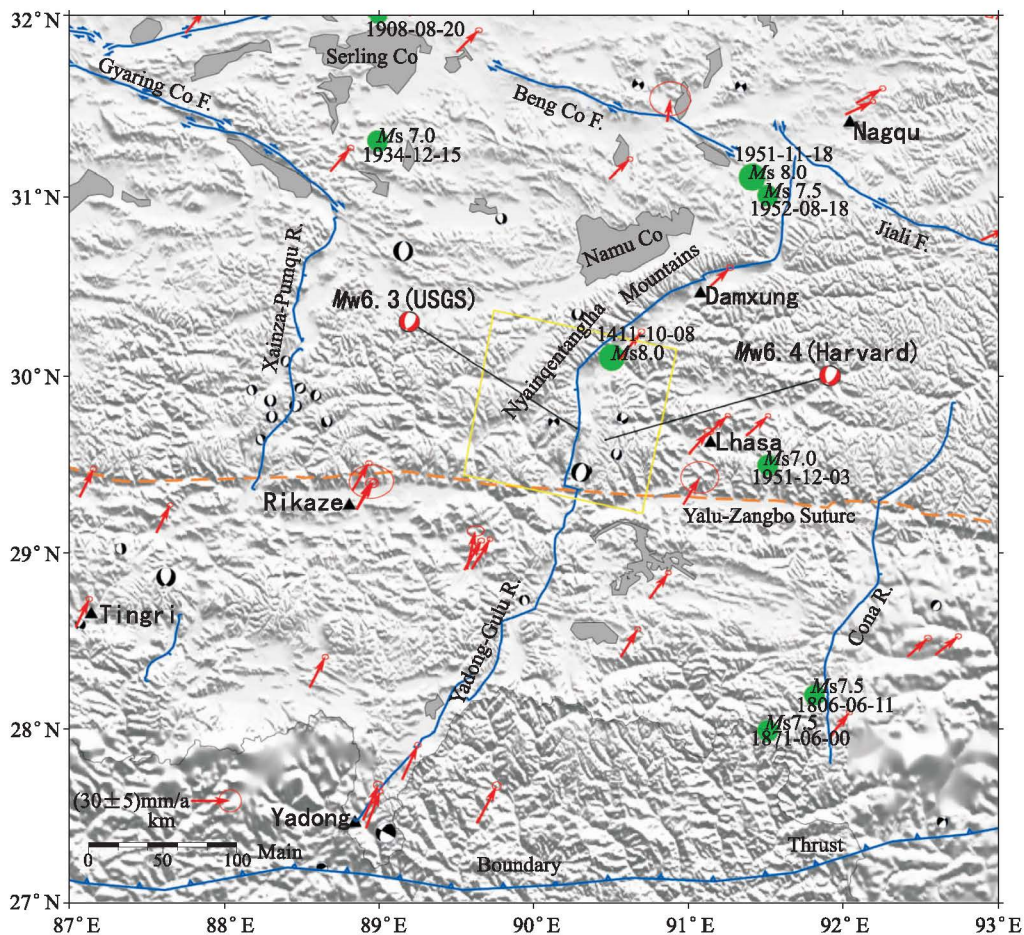 32°N
1908-08-20
Serling Co
Gyaring Co F.
Beng Co F.
Nagqu
Ms 7.0
1934-12-15
1951-11-18
Ms 8.0
Ms 7.5
1952-08-18
31°N
Jiali F.
Namu Co
Xainza-Pumqu R.
Nyainqentanglha Mountains
Damxung
Mw6.3(USGS)
1411-10-08
Ms8.0
Mw6.4(Harvard)
30°N
Lhasa
Ms7.0
1951-12-03
Rikaze
Yalu-Zangbo Suture
29°N
Tingri
Yadong-Gulu R.
Cona R.
Ms7.5
1806-06-11
28°N
Ms7.5
1871-06-00
(30±5)mm/a
km
0 50 100
Yadong
Main Boundary Thrust
27°N
87°E 88°E 89°E 90°E 91°E 92°E 93°E